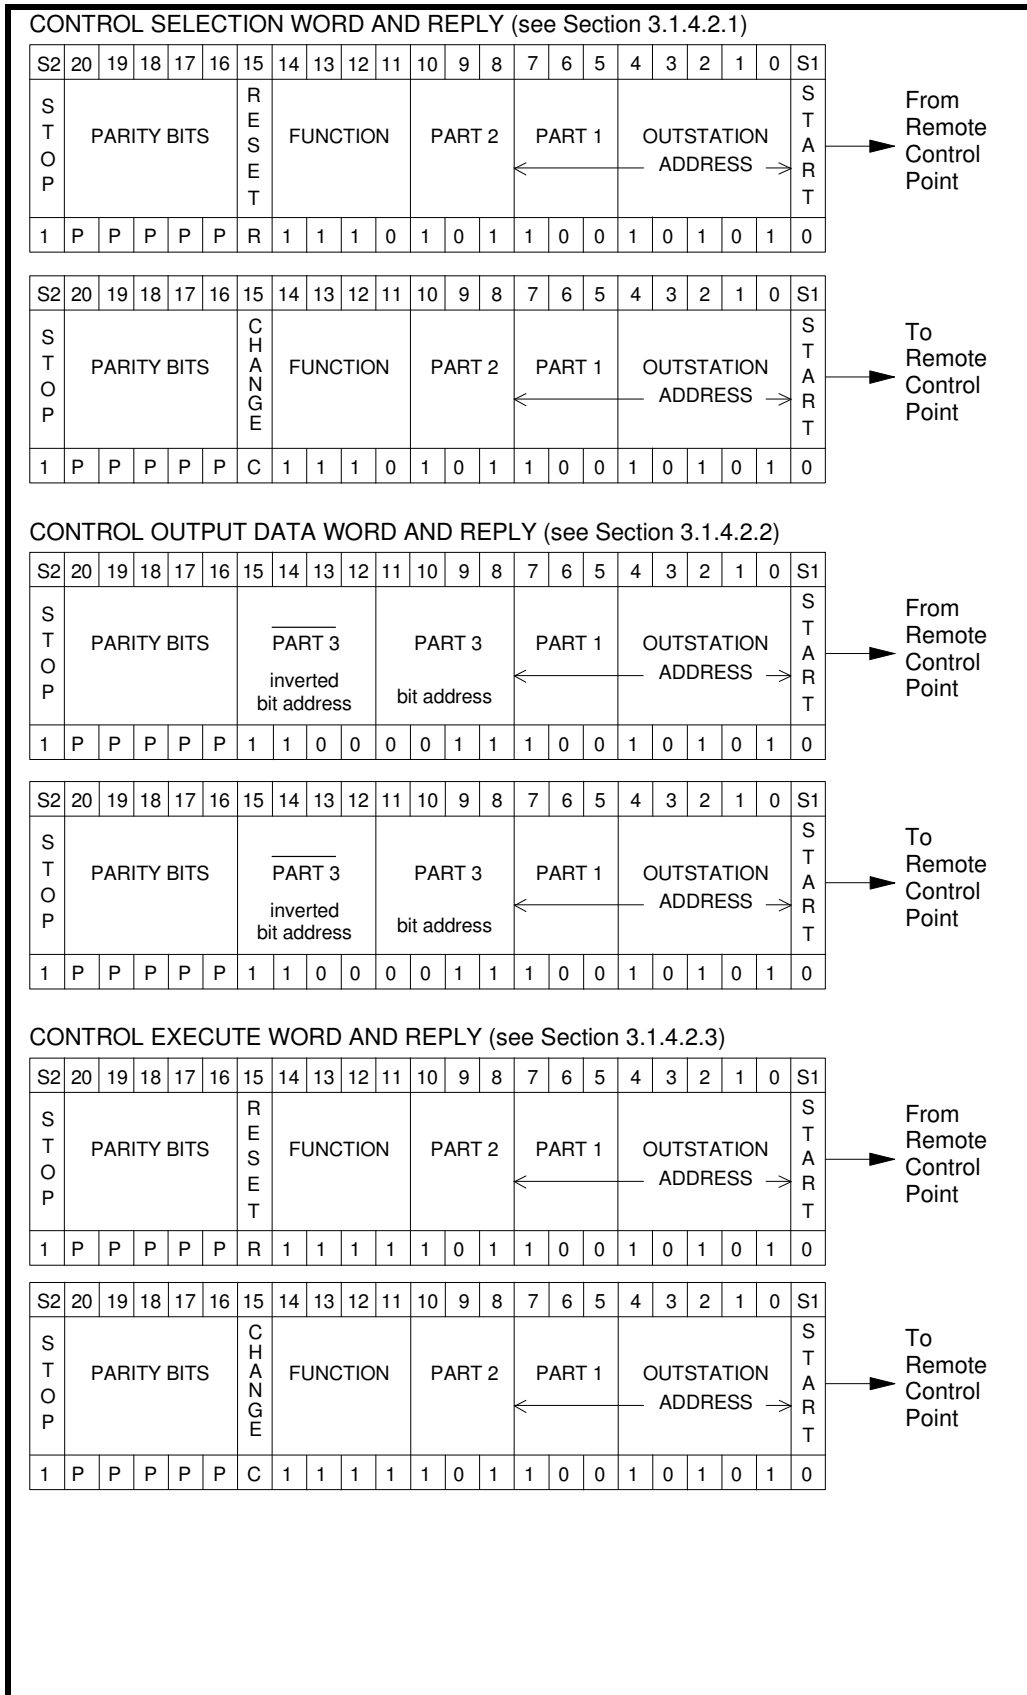 CONTROL SELECTION WORD AND REPLY (see Section 3.1.4.2.1)
S2 20 19 18 17 16 15 14 13 12 11 10 9 8 7 6 5 4 3 2 1 0 S1
STOP PARITY BITS RESET FUNCTION PART 2 PART 1 OUTSTATION ADDRESS START
1 P P P P P R 1 1 1 0 1 0 1 1 0 0 1 0 1 0 1 0
From
Remote
Control
Point
S2 20 19 18 17 16 15 14 13 12 11 10 9 8 7 6 5 4 3 2 1 0 S1
STOP PARITY BITS CHANGE FUNCTION PART 2 PART 1 OUTSTATION ADDRESS START
1 P P P P P C 1 1 1 0 1 0 1 1 0 0 1 0 1 0 1 0
To
Remote
Control
Point
CONTROL OUTPUT DATA WORD AND REPLY (see Section 3.1.4.2.2)
S2 20 19 18 17 16 15 14 13 12 11 10 9 8 7 6 5 4 3 2 1 0 S1
STOP PARITY BITS PART 3 inverted bit address PART 3 bit address PART 1 OUTSTATION ADDRESS START
1 P P P P P 1 1 0 0 0 0 1 1 1 0 0 1 0 1 0 1 0
From
Remote
Control
Point
S2 20 19 18 17 16 15 14 13 12 11 10 9 8 7 6 5 4 3 2 1 0 S1
STOP PARITY BITS PART 3 inverted bit address PART 3 bit address PART 1 OUTSTATION ADDRESS START
1 P P P P P 1 1 0 0 0 0 1 1 1 0 0 1 0 1 0 1 0
To
Remote
Control
Point
CONTROL EXECUTE WORD AND REPLY (see Section 3.1.4.2.3)
S2 20 19 18 17 16 15 14 13 12 11 10 9 8 7 6 5 4 3 2 1 0 S1
STOP PARITY BITS RESET FUNCTION PART 2 PART 1 OUTSTATION ADDRESS START
1 P P P P P R 1 1 1 1 1 0 1 1 0 0 1 0 1 0 1 0
From
Remote
Control
Point
S2 20 19 18 17 16 15 14 13 12 11 10 9 8 7 6 5 4 3 2 1 0 S1
STOP PARITY BITS CHANGE FUNCTION PART 2 PART 1 OUTSTATION ADDRESS START
1 P P P P P C 1 1 1 1 1 0 1 1 0 0 1 0 1 0 1 0
To
Remote
Control
Point